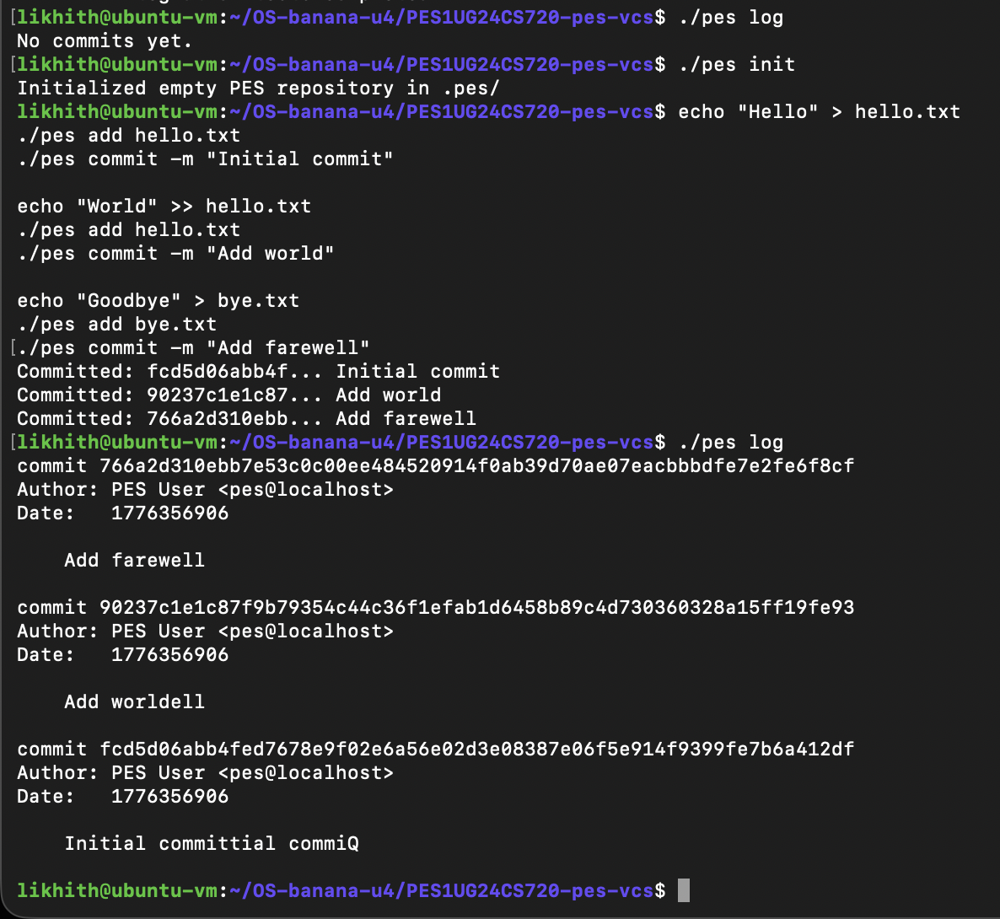 [likhith@ubuntu-vm:~/OS-banana-u4/PES1UG24CS720-pes-vcs$ ./pes log
No commits yet.
[likhith@ubuntu-vm:~/OS-banana-u4/PES1UG24CS720-pes-vcs$ ./pes init
Initialized empty PES repository in .pes/
likhith@ubuntu-vm:~/OS-banana-u4/PES1UG24CS720-pes-vcs$ echo "Hello" > hello.txt
./pes add hello.txt
./pes commit -m "Initial commit"
echo "World" >> hello.txt
./pes add hello.txt
./pes commit -m "Add world"
echo "Goodbye" > bye.txt
./pes add bye.txt
[./pes commit -m "Add farewell"
Committed: fcd5d06abb4f... Initial commit
Committed: 90237c1e1c87... Add world
Committed: 766a2d310ebb... Add farewell
[likhith@ubuntu-vm:~/OS-banana-u4/PES1UG24CS720-pes-vcs$ ./pes log
commit 766a2d310ebb7e53c0c00ee484520914f0ab39d70ae07eacbbbdfe7e2fe6f8cf
Author: PES User <pes@localhost>
Date:   1776356906
Add farewell
commit 90237c1e1c87f9b79354c44c36f1efab1d6458b89c4d730360328a15ff19fe93
Author: PES User <pes@localhost>
Date:   1776356906
Add worldell
commit fcd5d06abb4fed7678e9f02e6a56e02d3e08387e06f5e914f9399fe7b6a412df
Author: PES User <pes@localhost>
Date:   1776356906
Initial committial commiQ
likhith@ubuntu-vm:~/OS-banana-u4/PES1UG24CS720-pes-vcs$